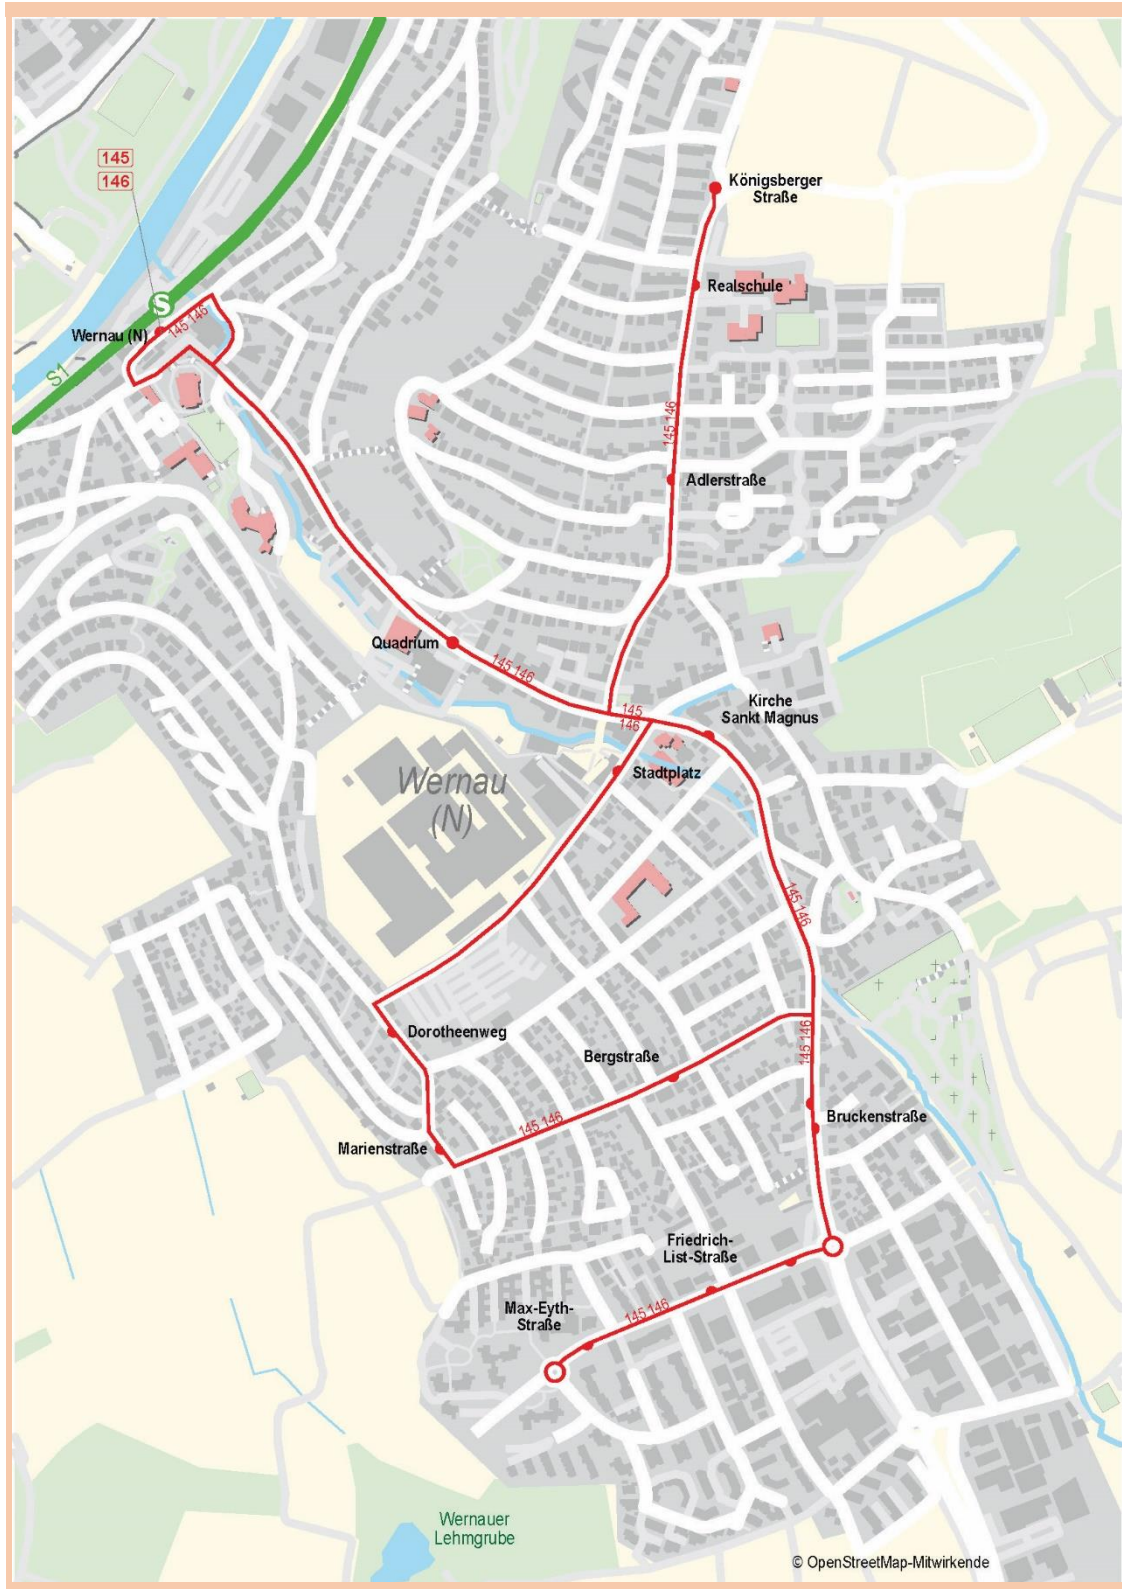 145
146
Königsberger
Straße
Realschule
Wernau (N)
145 146
S
S1
145 146
Adlerstraße
Quadrium
145 146
145
146
Kirche
Sankt Magnus
Stadtplatz
Wernau
(N)
145 146
Dorotheenweg
Bergstraße
145 146
145 146
Bruckenstraße
Marienstraße
Friedrich-
List-Straße
Max-Eyth-
Straße
145 146
Wernauer
Lehmgrube
© OpenStreetMap-Mitwirkende